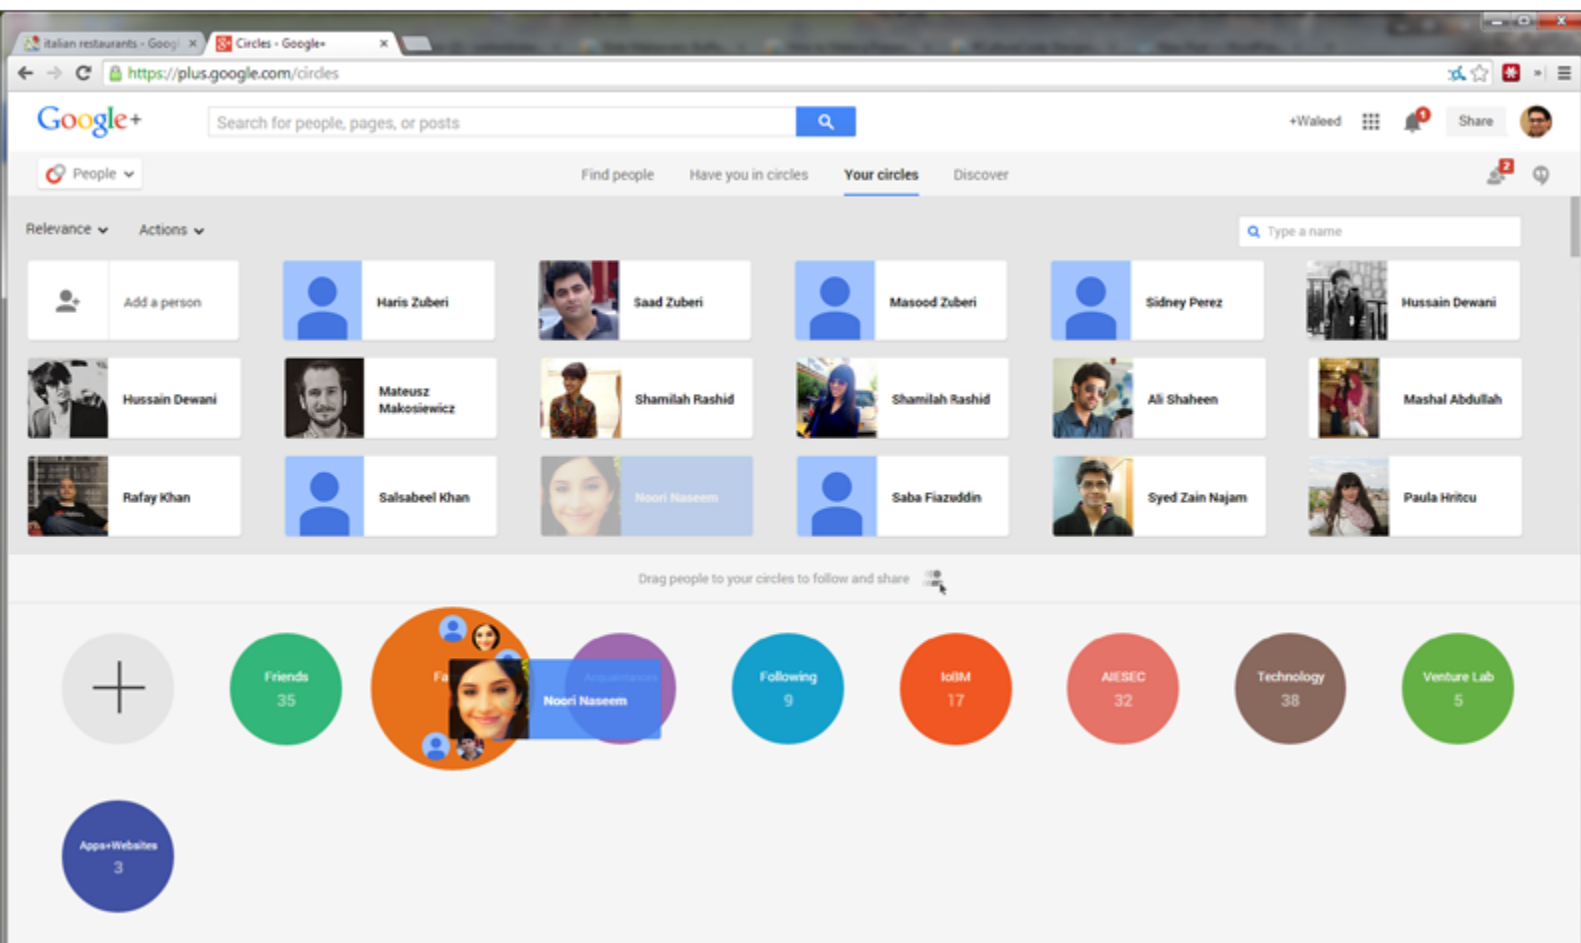 italian restaurants - Googl
Circles - Google+
https://plus.google.com/circles
Google+
Search for people, pages, or posts
+Waleed
1
Share
People
Find people
Have you in circles
Your circles
Discover
2
Relevance
Actions
Type a name
Add a person
Haris Zuberi
Saad Zuberi
Masood Zuberi
Sidney Perez
Hussain Dewani
Hussain Dewani
Mateusz
Makosiewicz
Shamilah Rashid
Shamilah Rashid
Ali Shaheen
Mashal Abdullah
Rafay Khan
Salsabeel Khan
Noori Naseem
Saba Fiazuddin
Syed Zain Najam
Paula Hritcu
Drag people to your circles to follow and share
Friends
35
Fa
Noori Naseem
Acquaintances
Following
9
IoBM
17
AIESEC
32
Technology
38
Venture Lab
5
Apps+Websites
3